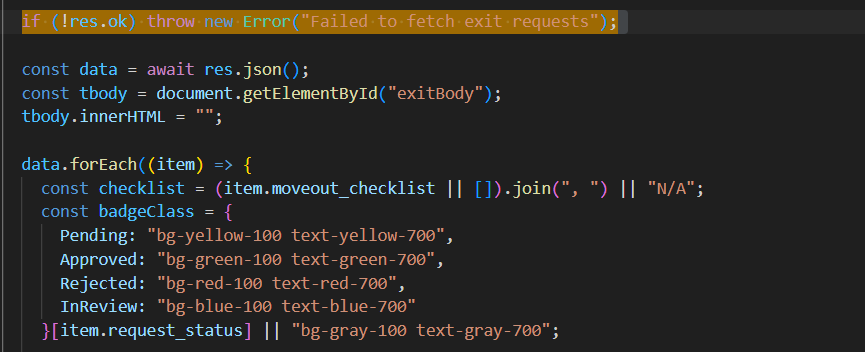 if (!res.ok) throw new Error("Failed to fetch exit requests");
const data = await res.json();
const tbody = document.getElementById("exitBody");
tbody.innerHTML = "";
data.forEach((item) => {
const checklist = (item.moveout_checklist || []).join(", ") || "N/A";
const badgeClass = {
Pending: "bg-yellow-100 text-yellow-700",
Approved: "bg-green-100 text-green-700",
Rejected: "bg-red-100 text-red-700",
InReview: "bg-blue-100 text-blue-700"
}[item.request_status] || "bg-gray-100 text-gray-700";